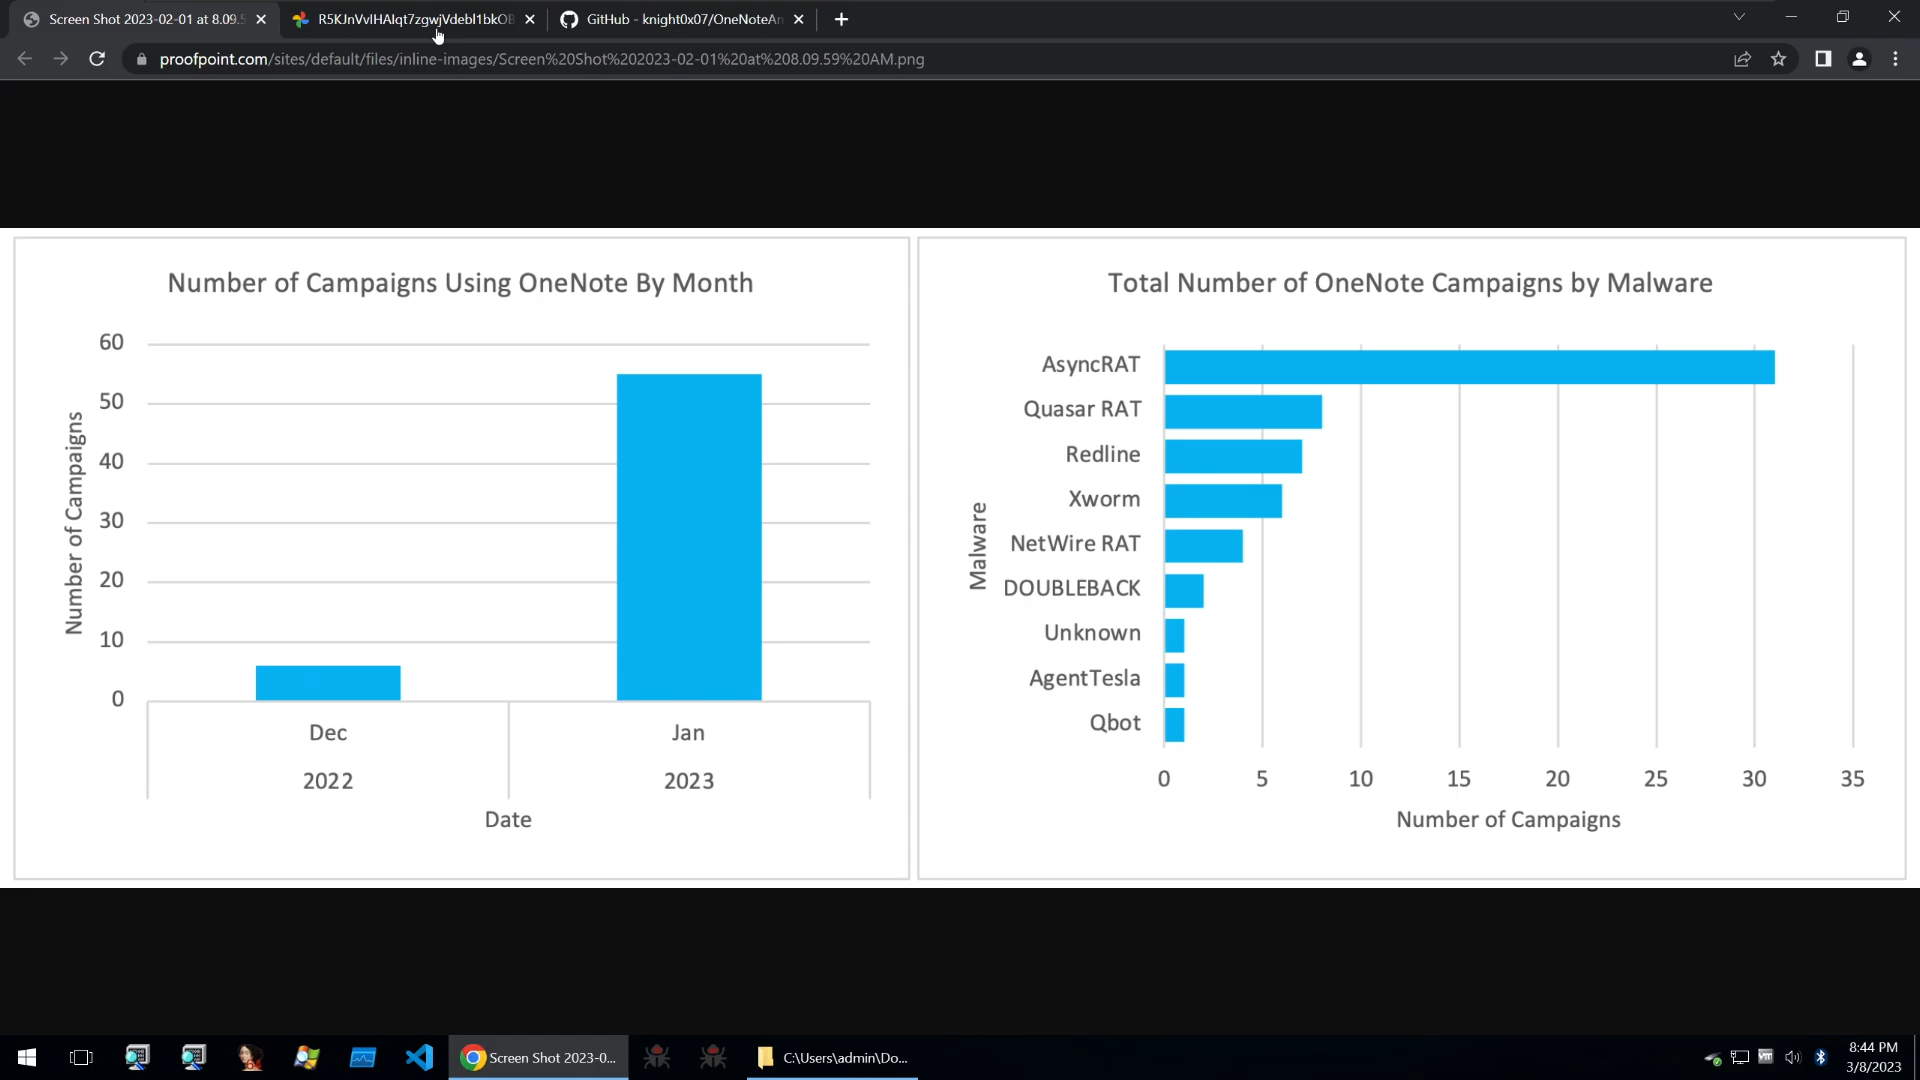 Screen Shot 2023-02-01 at 8.09.5
R5KJnVvlHAIqt7zgwjVdebl1bkOE
GitHub - knight0x07/OneNoteAn
proofpoint.com/sites/default/files/inline-images/Screen%20Shot%202023-02-01%20at%208.09.59%20AM.png
Number of Campaigns Using OneNote By Month
Number of Campaigns
60
50
40
30
20
10
0
Dec
Jan
2022
2023
Date
Total Number of OneNote Campaigns by Malware
Malware
AsyncRAT
Quasar RAT
Redline
Xworm
NetWire RAT
DOUBLEBACK
Unknown
AgentTesla
Qbot
0 5 10 15 20 25 30 35
Number of Campaigns
Screen Shot 2023-0...
C:\Users\admin\Do...
8:44 PM
3/8/2023